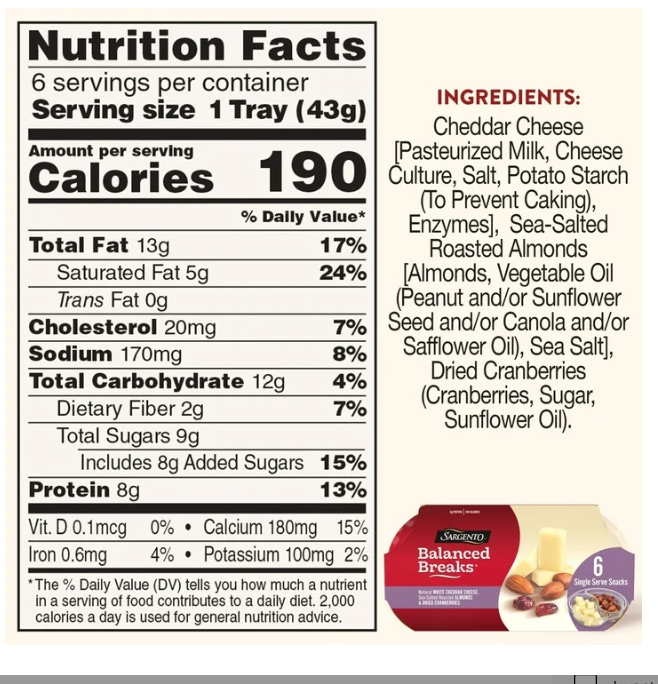 Nutrition Facts
6 servings per container
Serving size 1 Tray (43g)
Amount per serving
Calories 190
% Daily Value*
Total Fat 13g 17%
Saturated Fat 5g 24%
Trans Fat 0g
Cholesterol 20mg 7%
Sodium 170mg 8%
Total Carbohydrate 12g 4%
Dietary Fiber 2g 7%
Total Sugars 9g
Includes 8g Added Sugars 15%
Protein 8g 13%
Vit. D 0.1mcg 0% • Calcium 180mg 15%
Iron 0.6mg 4% • Potassium 100mg 2%
*The % Daily Value (DV) tells you how much a nutrient
in a serving of food contributes to a daily diet. 2,000
calories a day is used for general nutrition advice.
INGREDIENTS:
Cheddar Cheese
[Pasteurized Milk, Cheese
Culture, Salt, Potato Starch
(To Prevent Caking),
Enzymes], Sea-Salted
Roasted Almonds
[Almonds, Vegetable Oil
(Peanut and/or Sunflower
Seed and/or Canola and/or
Safflower Oil), Sea Salt],
Dried Cranberries
(Cranberries, Sugar,
Sunflower Oil).
SARGENTO
Balanced
Breaks
Natural WHITE CHEDDAR CHEESE,
Sea-Salted Roasted ALMONDS
& DRIED CRANBERRIES
6
Single Serve Snacks